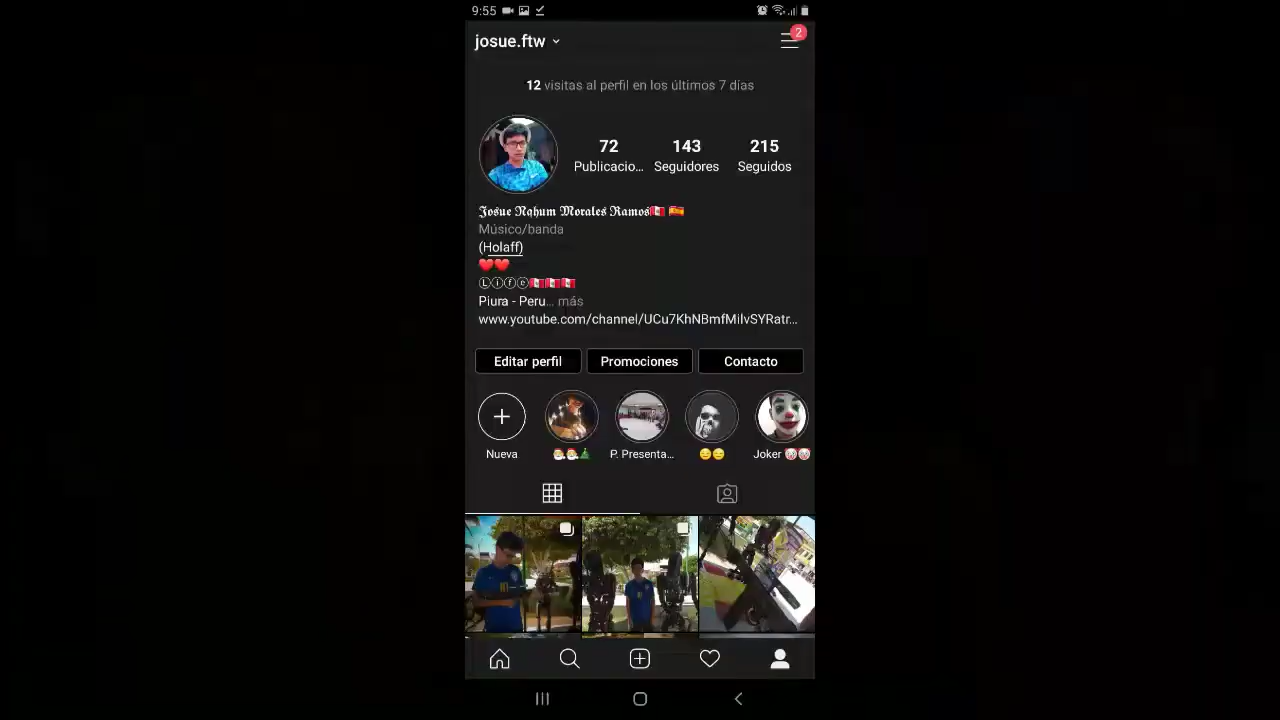 9:55
josue.ftw
2
12 visitas al perfil en los últimos 7 días
72 143 215
Publicacio... Seguidores Seguidos
𝕵𝖔𝖘𝖚𝖊 𝕹𝖆𝖍𝖚𝖒 𝕸𝖔𝖗𝖆𝖑𝖊𝖘 𝕽𝖆𝖒𝖔𝖘🇵🇪 🇪🇸
Músico/banda
(Holaff)
❤️❤️
Ⓛⓘⓕⓔ🇵🇪🇵🇪🇵🇪
Piura - Peru... más
www.youtube.com/channel/UCu7KhNBmfMilvSYRatr...
Editar perfil Promociones Contacto
Nueva 🎅🎅🎄 P. Presenta... 😑😑 Joker 🤡🤡